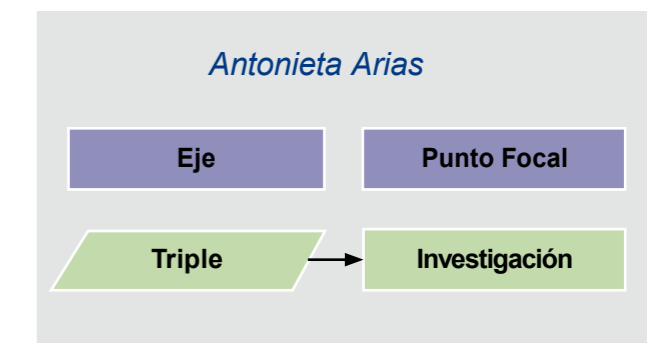 Antonieta Arias
Eje
Punto Focal
Triple
Investigación